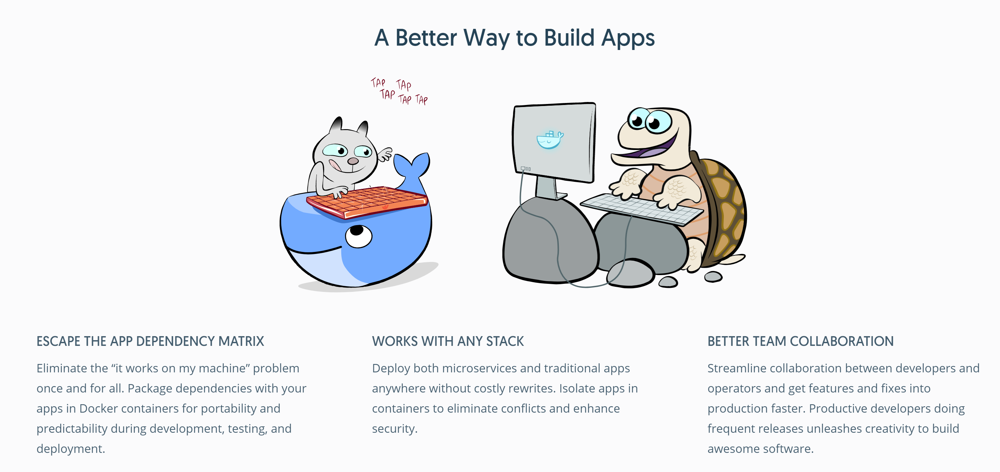 A Better Way to Build Apps
TAP TAP
TAP TAP TAP
ESCAPE THE APP DEPENDENCY MATRIX
Eliminate the “it works on my machine” problem
once and for all. Package dependencies with your
apps in Docker containers for portability and
predictability during development, testing, and
deployment.
WORKS WITH ANY STACK
Deploy both microservices and traditional apps
anywhere without costly rewrites. Isolate apps in
containers to eliminate conflicts and enhance
security.
BETTER TEAM COLLABORATION
Streamline collaboration between developers and
operators and get features and fixes into
production faster. Productive developers doing
frequent releases unleashes creativity to build
awesome software.